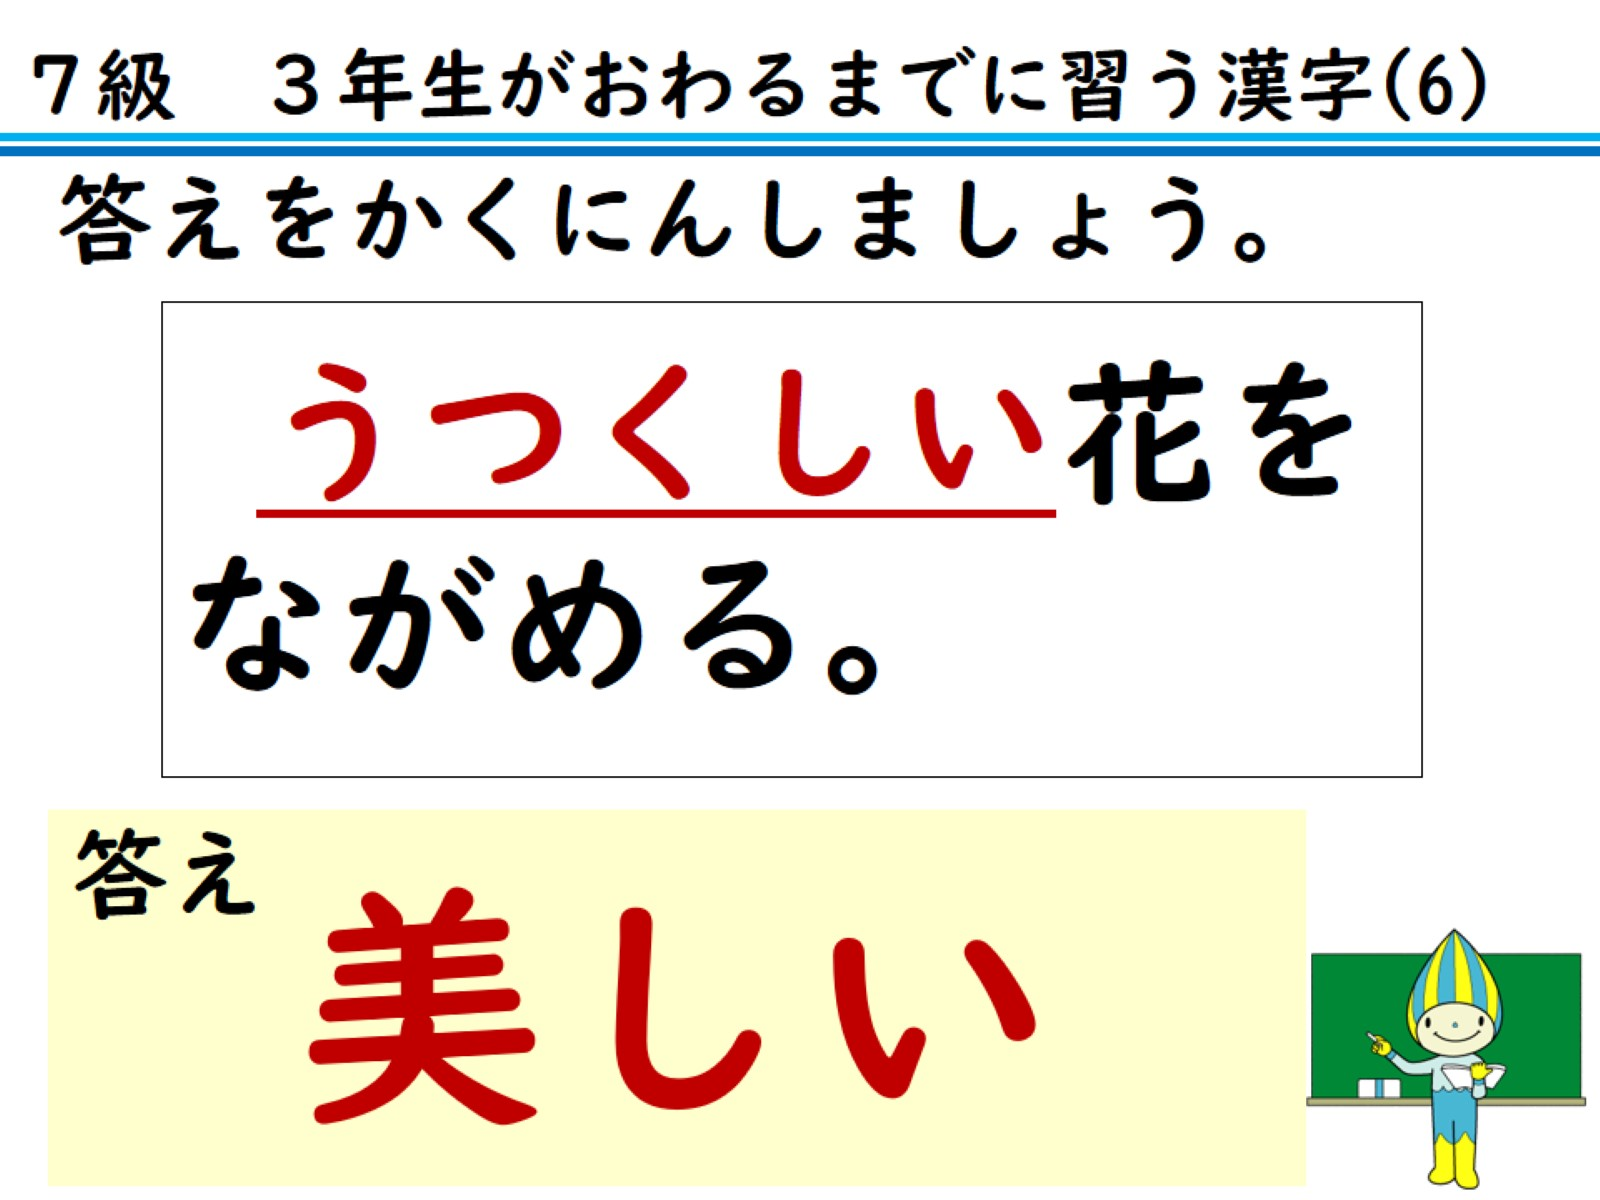 ７級　３年生がおわるまでに習う漢字(6)
答えをかくにんしましょう。
うつくしい花を
ながめる。
答え
美しい